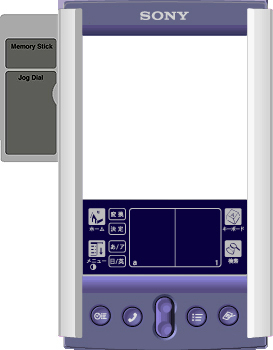 SONY
Memory Stick
Jog Dial
変換
ホーム
決定
キーボード
あ/ア
メニュー
日/英
検索
a
1